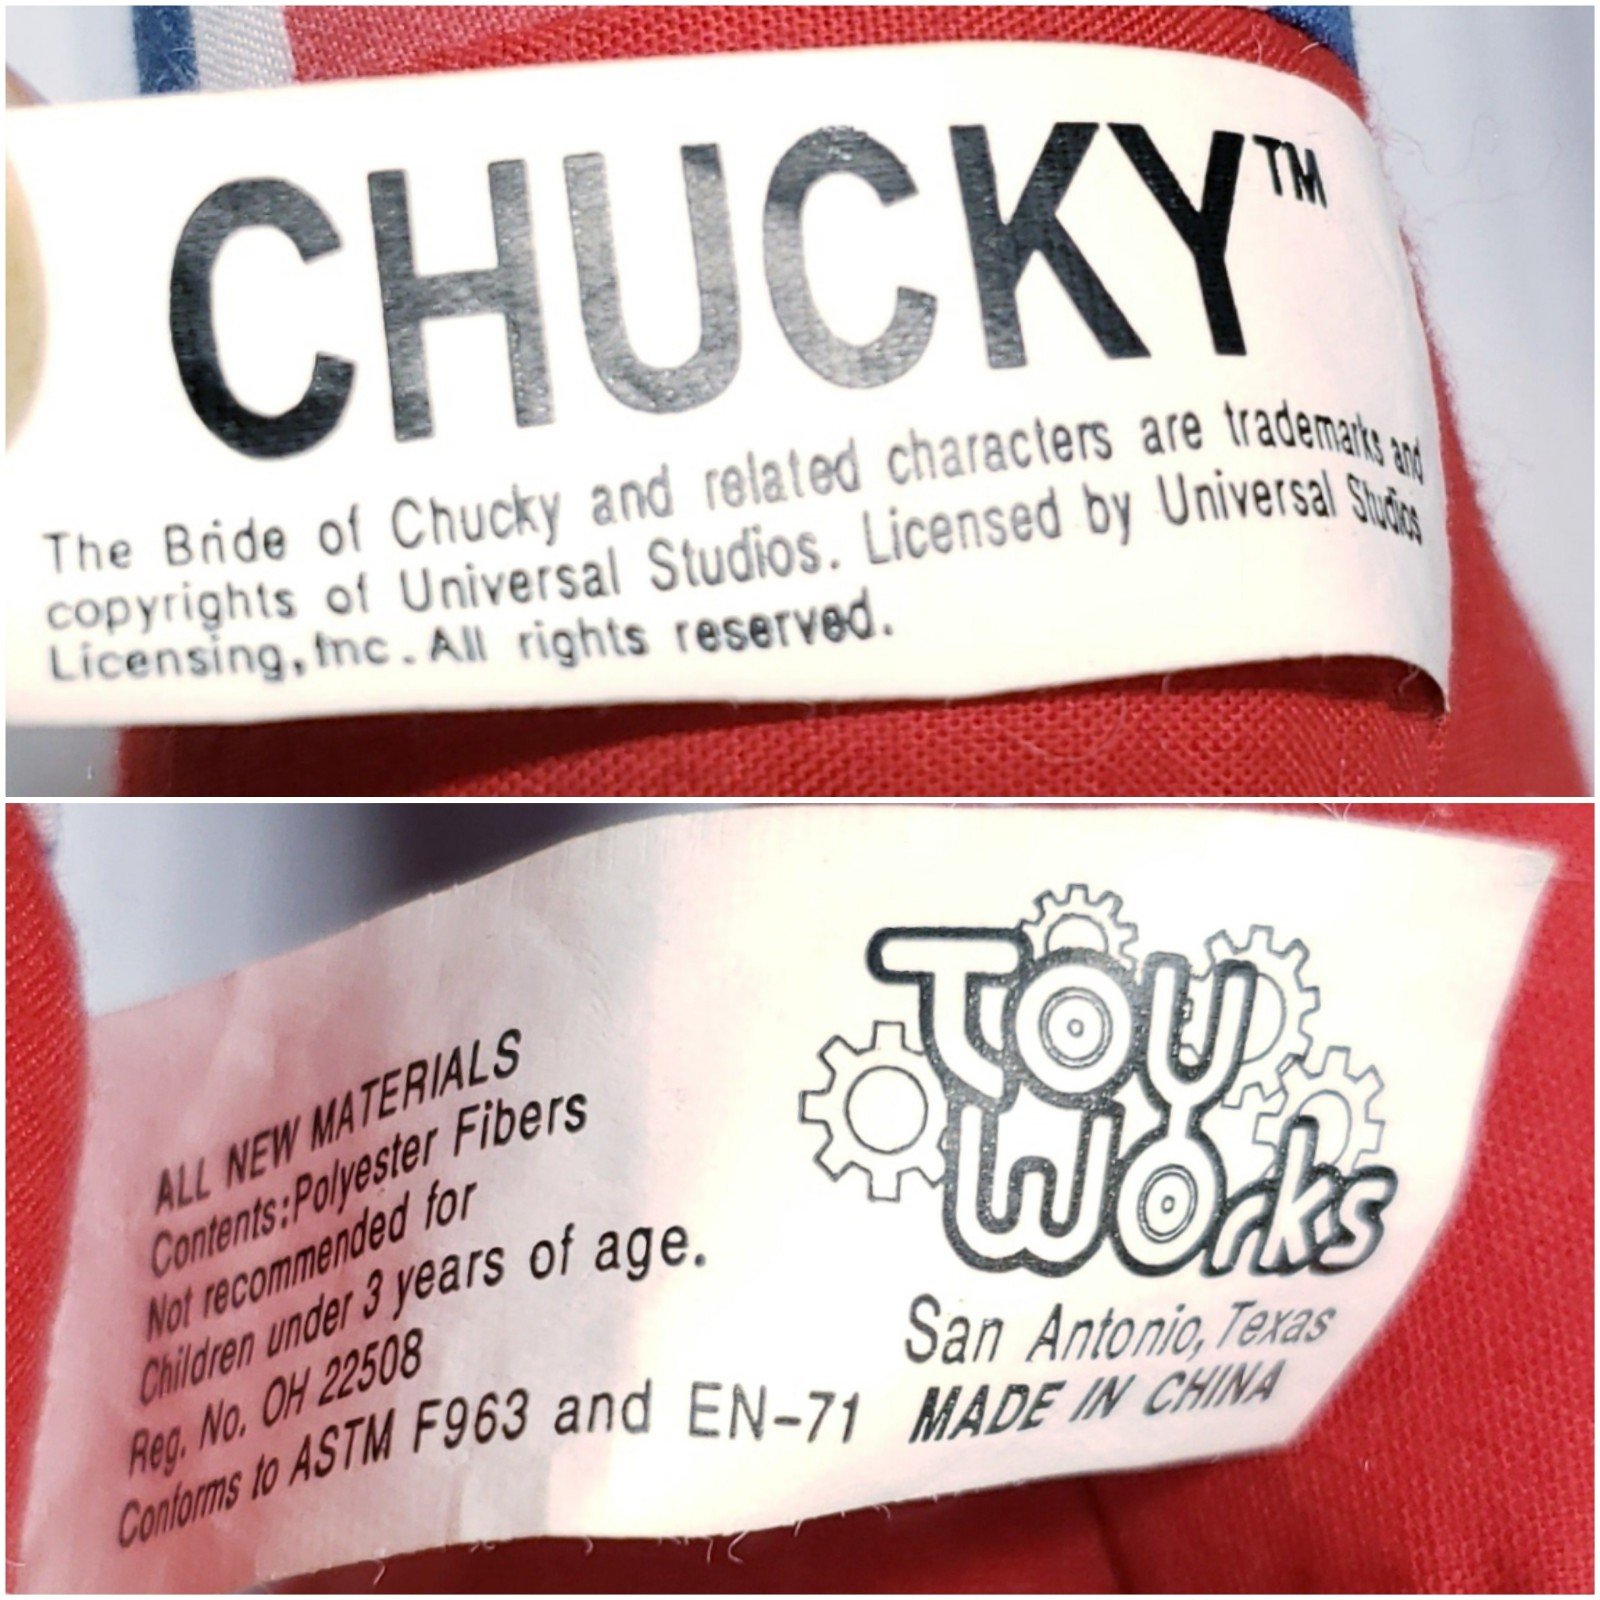 CHUCKY™
The Bride of Chucky and related characters are trademarks and
copyrights of Universal Studios. Licensed by Universal Studios
Licensing, Inc. All rights reserved.
ALL NEW MATERIALS
Contents:Polyester Fibers
Not recommended for
Children under 3 years of age.
Reg. No. OH 22508
Conforms to ASTM F963 and EN-71
Toy
Works
San Antonio, Texas
MADE IN CHINA